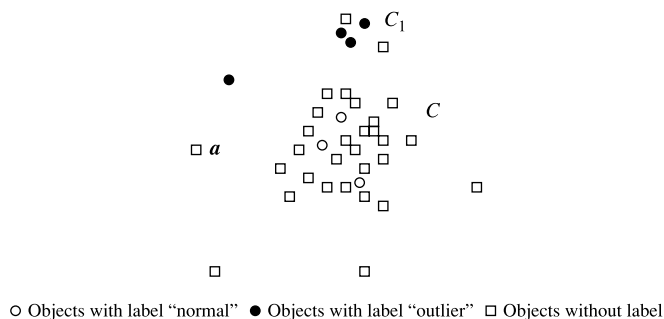 C₁
C
a
Objects with label “normal” Objects with label “outlier” Objects without label